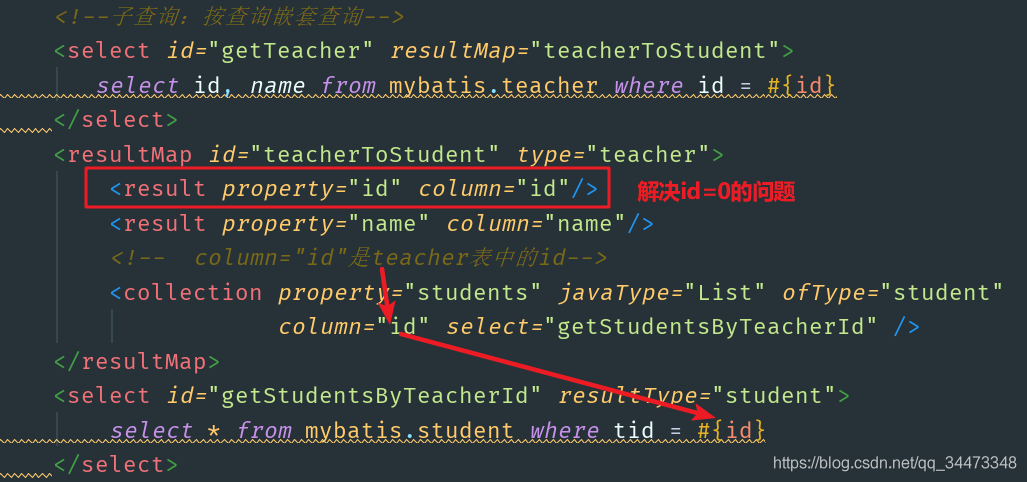 <!--子查询：按查询嵌套查询-->
<select id="getTeacher" resultMap="teacherToStudent">
select id, name from mybatis.teacher where id = #{id}
</select>
<resultMap id="teacherToStudent" type="teacher">
<result property="id" column="id"/> 解决id=0的问题
<result property="name" column="name"/>
<!-- column="id"是teacher表中的id-->
<collection property="students" javaType="List" ofType="student"
column="id" select="getStudentsByTeacherId" />
</resultMap>
<select id="getStudentsByTeacherId" resultType="student">
select * from mybatis.student where tid = #{id}
</select>
https://blog.csdn.net/qq_34473348